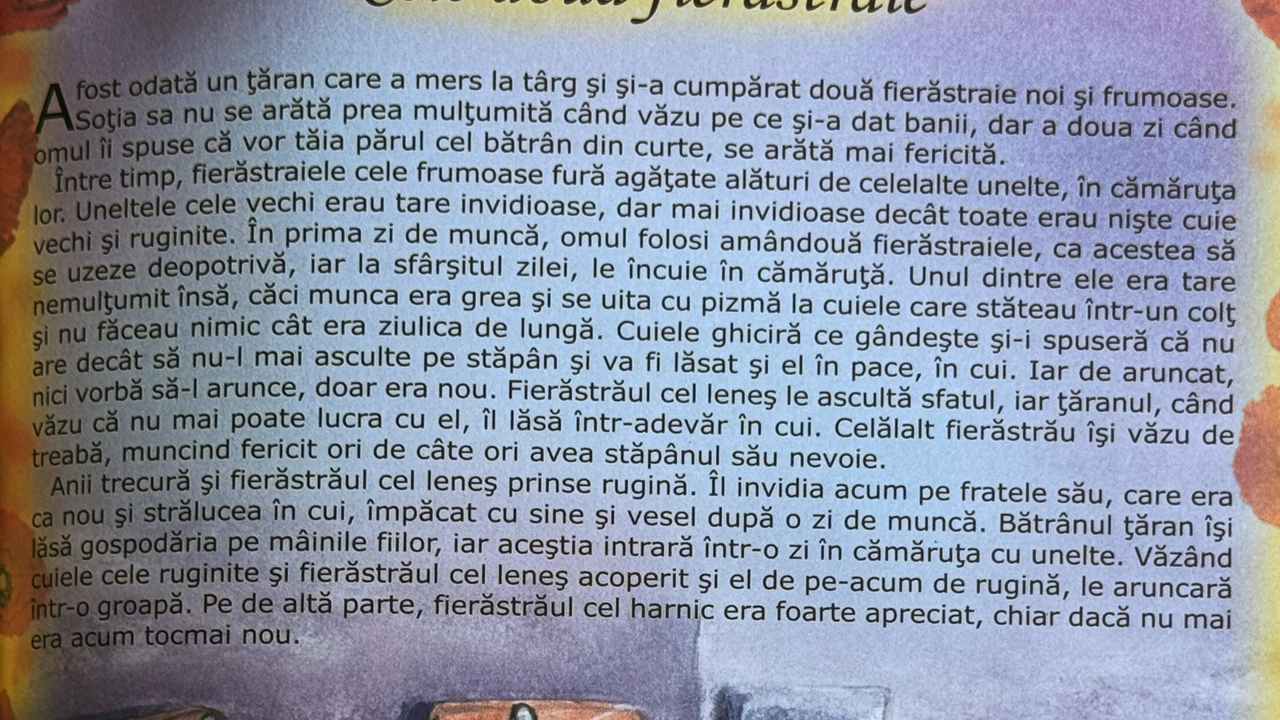 Cele două fierăstraie
A fost odată un ţăran care a mers la târg şi şi-a cumpărat două fierăstraie noi şi frumoase.
Soţia sa nu se arătă prea mulţumită când văzu pe ce şi-a dat banii, dar a doua zi când
omul îi spuse că vor tăia părul cel bătrân din curte, se arătă mai fericită.
Între timp, fierăstraiele cele frumoase fură agăţate alături de celelalte unelte, în cămăruţa
lor. Uneltele cele vechi erau tare invidioase, dar mai invidioase decât toate erau nişte cuie
vechi şi ruginite. În prima zi de muncă, omul folosi amândouă fierăstraiele, ca acestea să
se uzeze deopotrivă, iar la sfârşitul zilei, le încuie în cămăruţă. Unul dintre ele era tare
nemulţumit însă, căci munca era grea şi se uita cu pizmă la cuiele care stăteau într-un colţ
şi nu făceau nimic cât era ziulica de lungă. Cuiele ghiciră ce gândeşte şi-i spuseră că nu
are decât să nu-l mai asculte pe stăpân şi va fi lăsat şi el în pace, în cui. Iar de aruncat,
nici vorbă să-l arunce, doar era nou. Fierăstrăul cel leneş le ascultă sfatul, iar ţăranul, când
văzu că nu mai poate lucra cu el, îl lăsă într-adevăr în cui. Celălalt fierăstrău îşi văzu de
treabă, muncind fericit ori de câte ori avea stăpânul său nevoie.
Anii trecură şi fierăstrăul cel leneş prinse rugină. Îl invidia acum pe fratele său, care era
ca nou şi strălucea în cui, împăcat cu sine şi vesel după o zi de muncă. Bătrânul ţăran îşi
lăsă gospodăria pe mâinile fiilor, iar aceştia intrară într-o zi în cămăruţa cu unelte. Văzând
cuiele cele ruginite şi fierăstrăul cel leneş acoperit şi el de pe-acum de rugină, le aruncară
într-o groapă. Pe de altă parte, fierăstrăul cel harnic era foarte apreciat, chiar dacă nu mai
era acum tocmai nou.